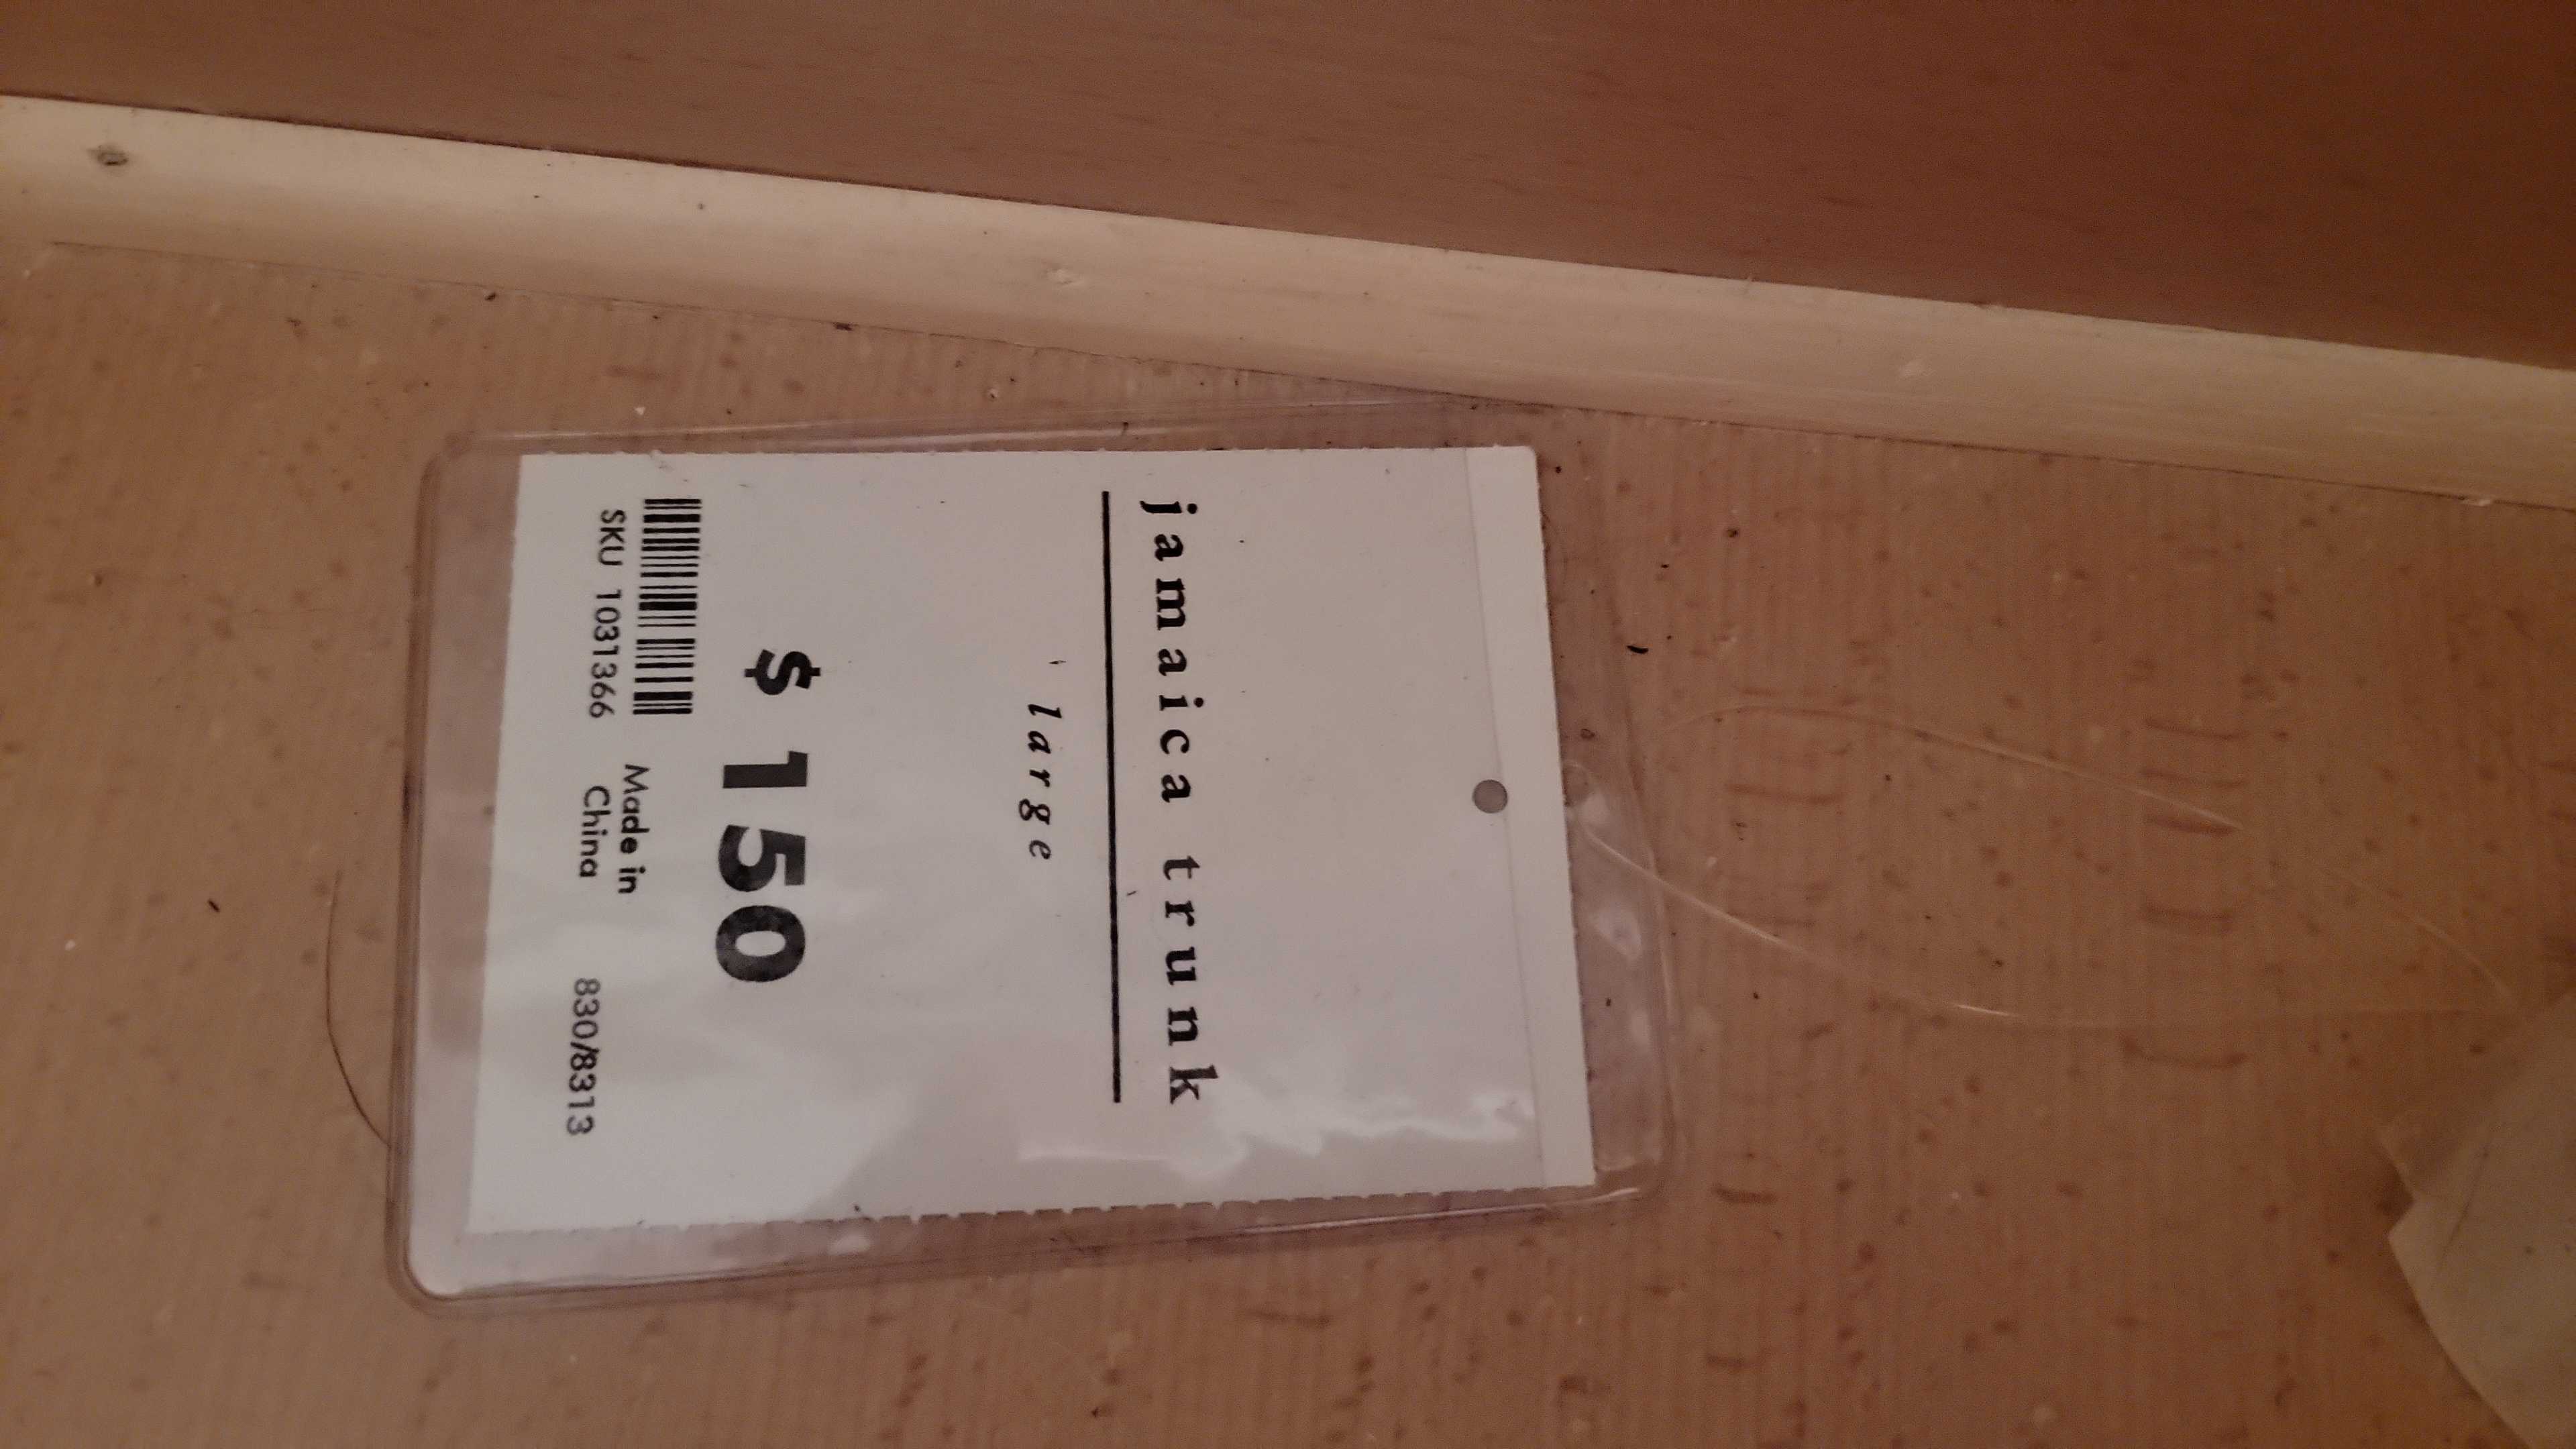 jamaica trunk
large
$150
SKU 1031366
Made in
China
830/8313